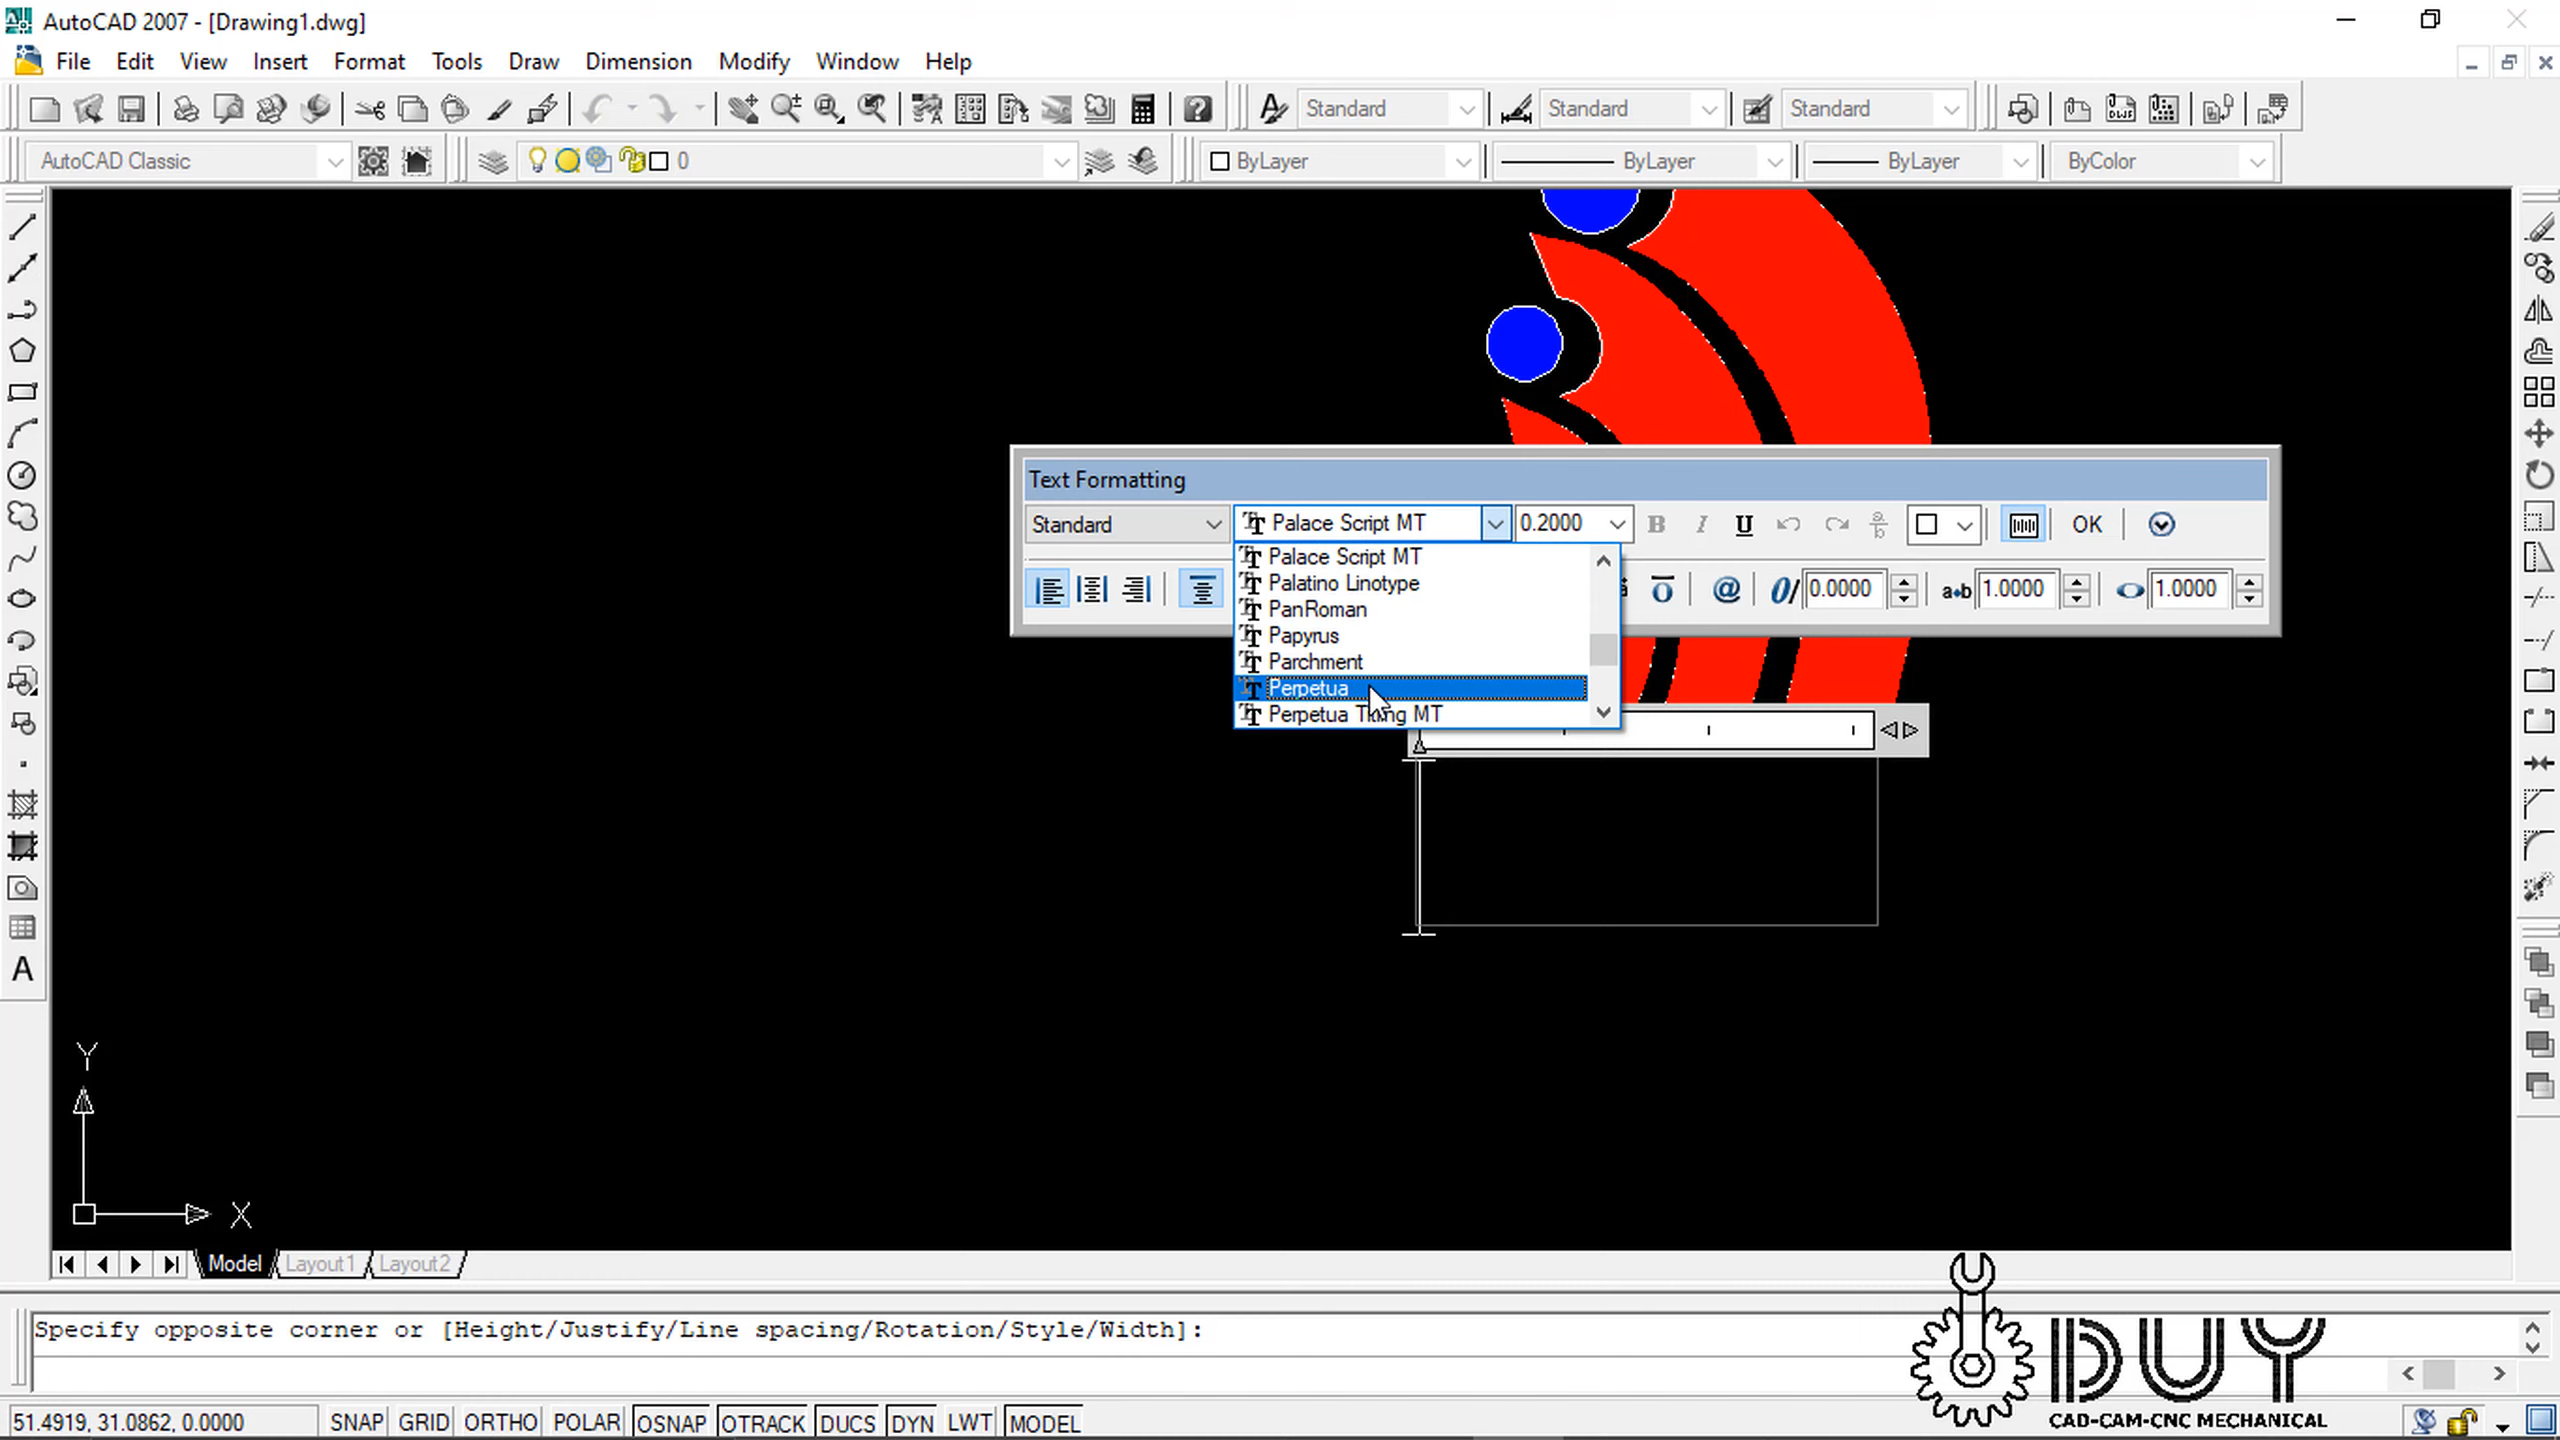 AutoCAD 2007 - [Drawing1.dwg]
File Edit View Insert Format Tools Draw Dimension Modify Window Help
Standard Standard Standard
AutoCAD Classic 0 ByLayer ByLayer ByLayer ByColor
Text Formatting
Standard Palace Script MT 0.2000 B I U OK
Palace Script MT
Palatino Linotype
PanRoman
Papyrus
Parchment
Perpetua
Perpetua Titling MT
@ 0/ 0.0000 a•b 1.0000 1.0000
A
Y
X
Model Layout1 Layout2
Specify opposite corner or [Height/Justify/Line spacing/Rotation/Style/Width]:
DUY
CAD-CAM-CNC MECHANICAL
51.4919, 31.0862, 0.0000 SNAP GRID ORTHO POLAR OSNAP OTRACK DUCS DYN LWT MODEL